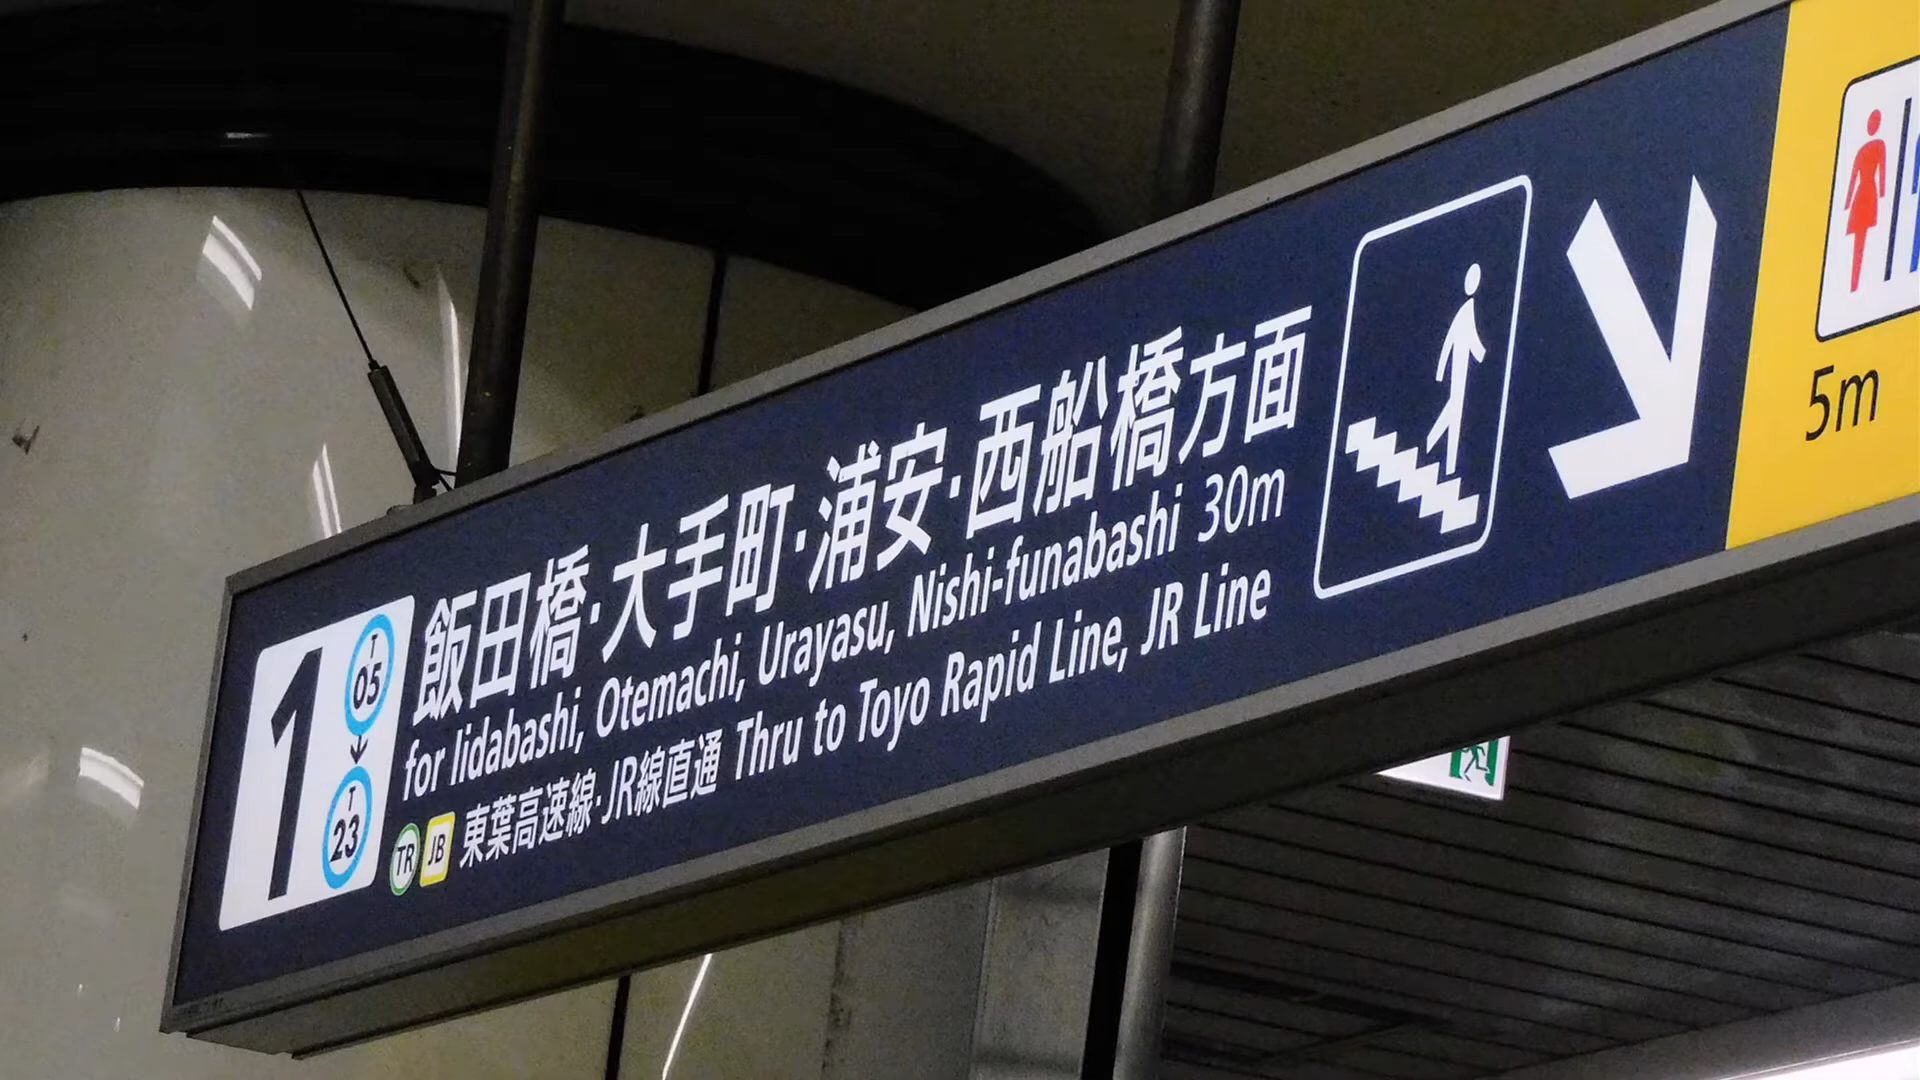 1
T
05
T
23
飯田橋·大手町·浦安·西船橋方面
for Iidabashi, Otemachi, Urayasu, Nishi-funabashi 30m
TR JB 東葉高速線·JR線直通 Thru to Toyo Rapid Line, JR Line
5m